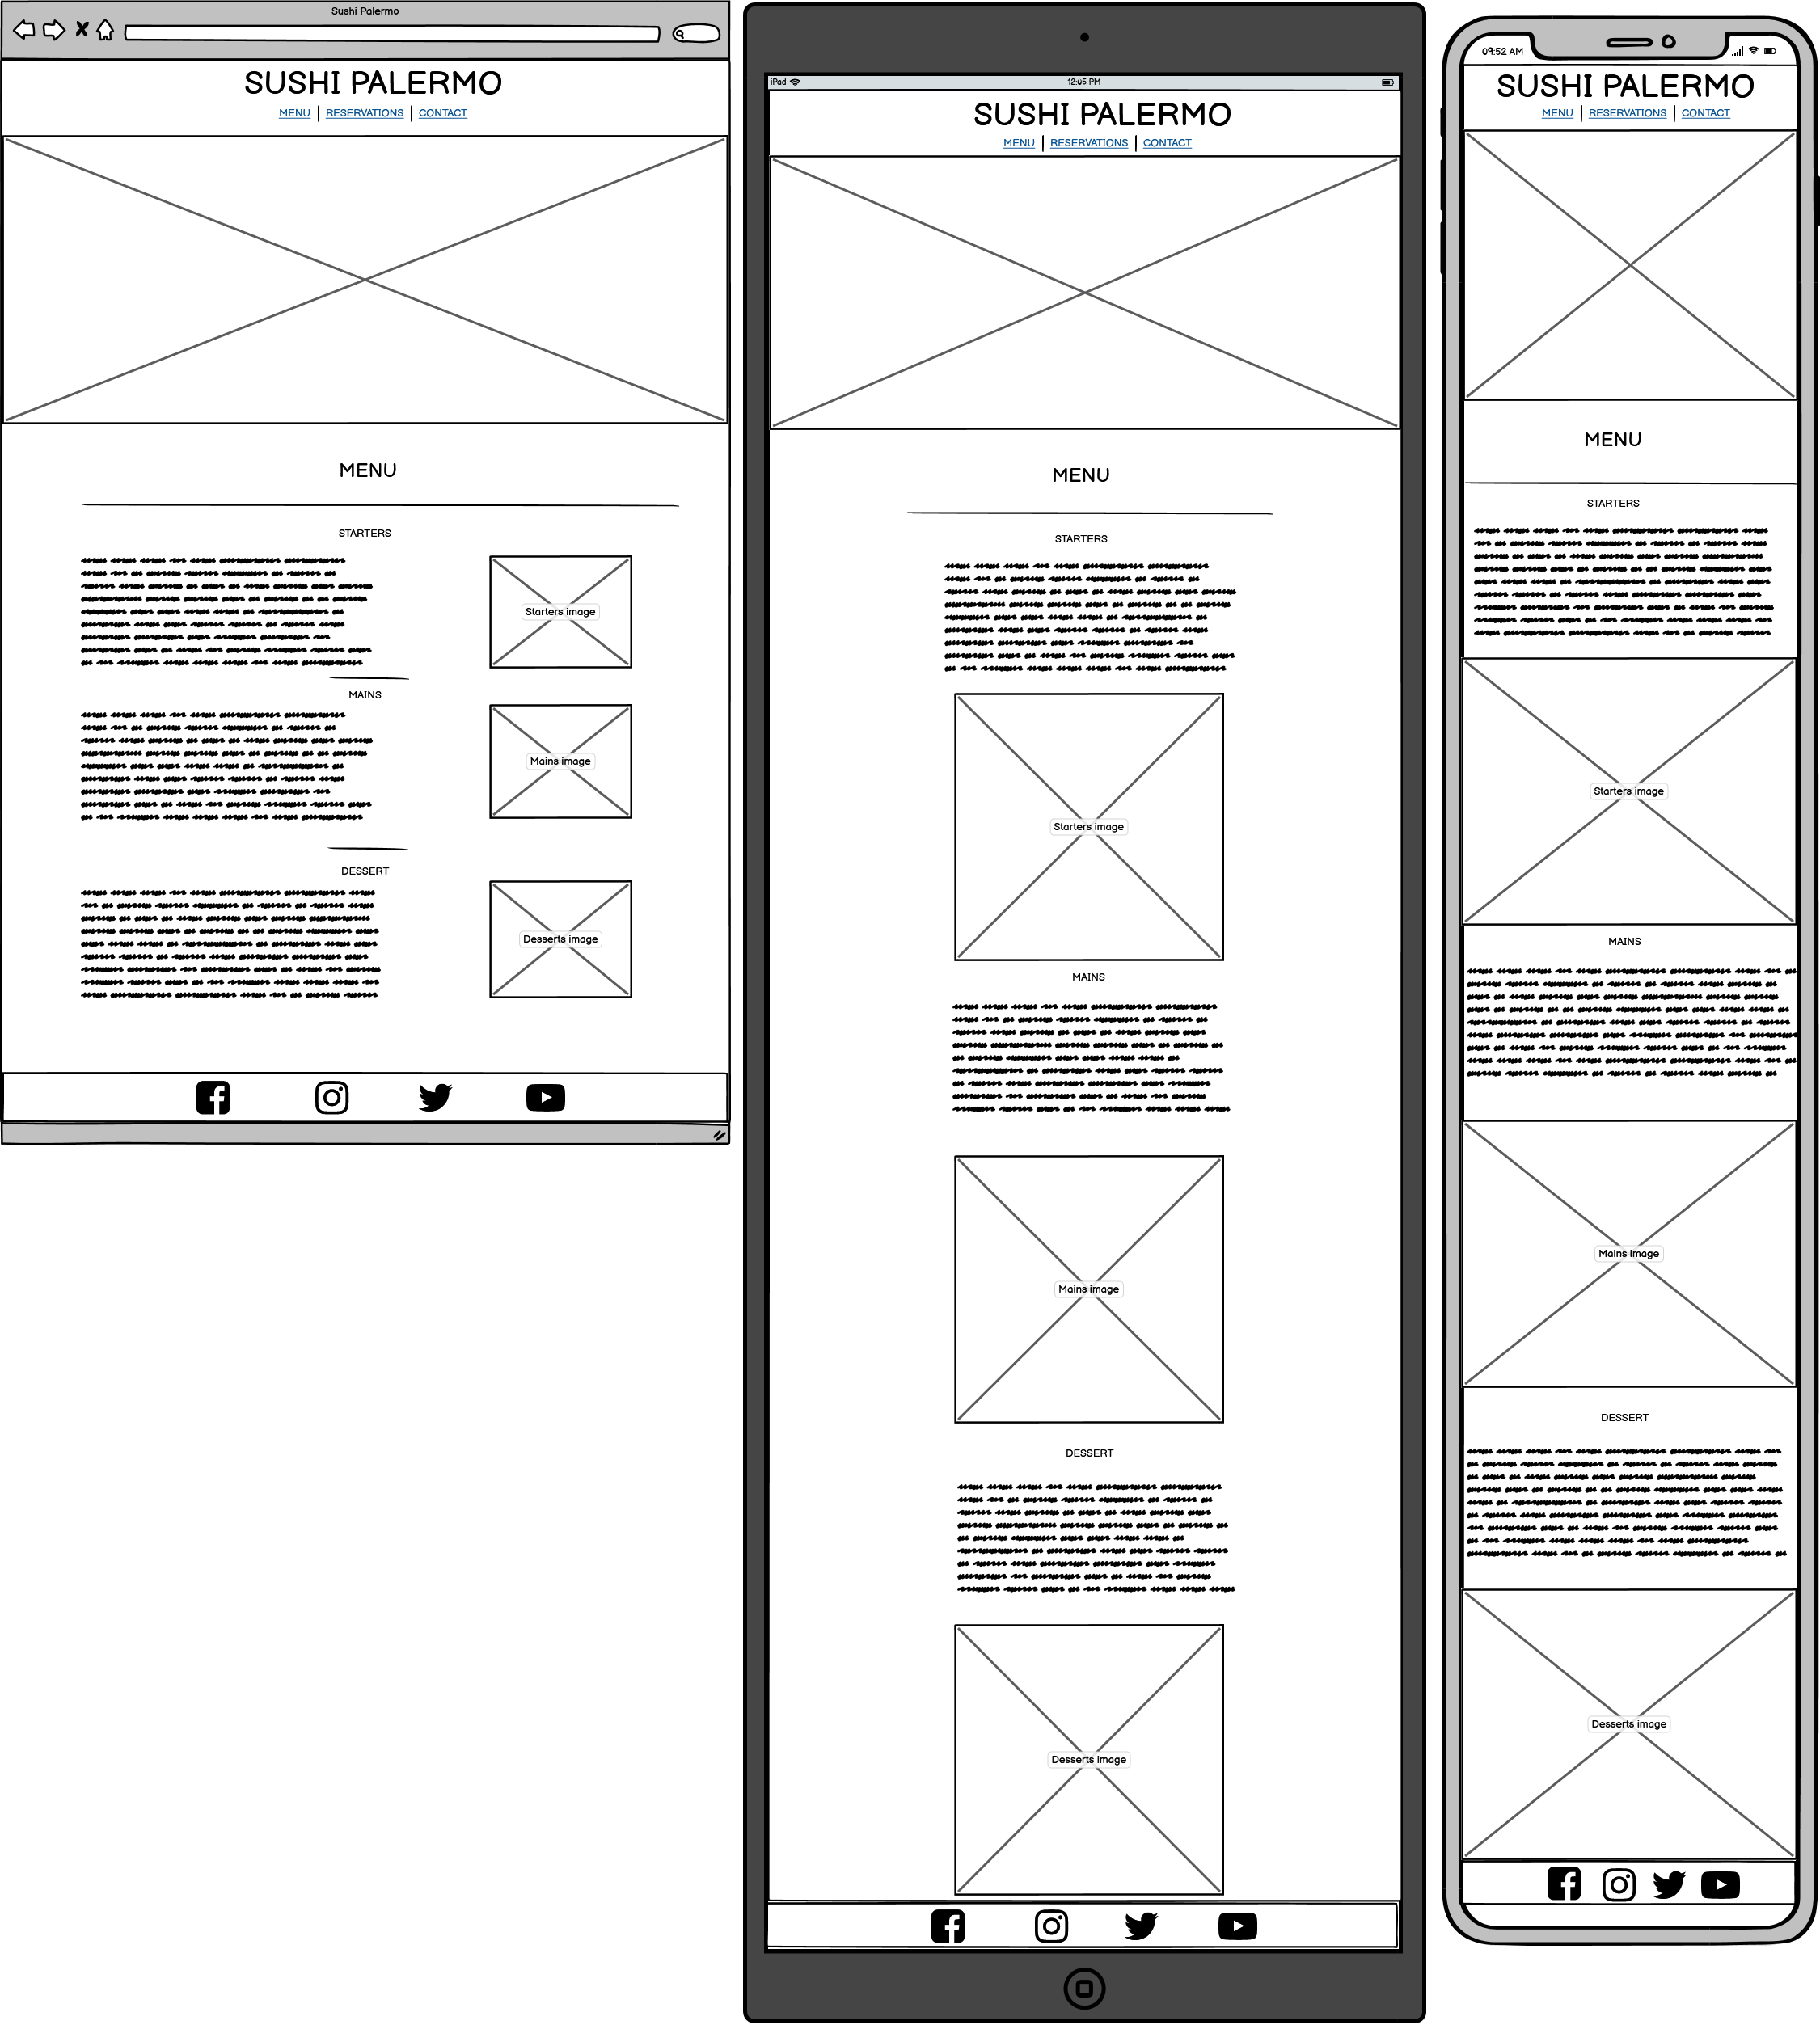 Sushi Palermo
SUSHI PALERMO
MENU | RESERVATIONS | CONTACT
MENU
STARTERS
Starters image
MAINS
Mains image
DESSERT
Desserts image
iPad 12:05 PM
SUSHI PALERMO
MENU | RESERVATIONS | CONTACT
MENU
STARTERS
Starters image
MAINS
Mains image
DESSERT
Desserts image
09:52 AM
SUSHI PALERMO
MENU | RESERVATIONS | CONTACT
MENU
STARTERS
Starters image
MAINS
Mains image
DESSERT
Desserts image